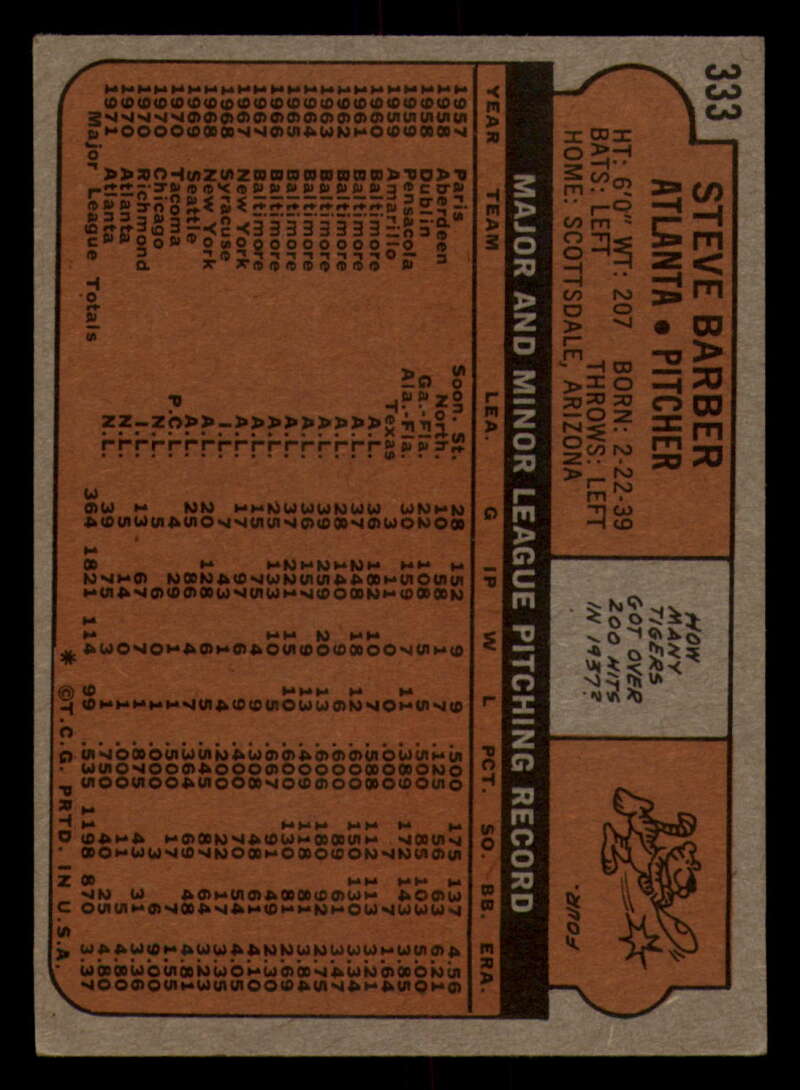 333
STEVE BARBER
ATLANTA • PITCHER
HT: 6'0" WT: 207 BORN: 2-22-39
BATS: LEFT THROWS: LEFT
HOME: SCOTTSDALE, ARIZONA
HOW
MANY
TIGERS
GOT OVER
200 HITS
IN 1937?
FOUR.
MAJOR AND MINOR LEAGUE PITCHING RECORD
YEAR TEAM LEA. G IP W L PCT. SO. BB. ERA.
1957 Paris Soon. St. 28 152 9 9 .500 175 137 4.56
1958 Aberdeen North. 10 58 1 7 .125 56 63 6.21
1958 Dublin Ga.-Fla. 22 108 5 5 .500 85 103 5.00
1959 Pensacola Ala.-Fla. 30 159 7 11 .389 172 143 3.85
1959 Amarillo Texas 3 11 0 0 .000 7 7 1.64
1960 Baltimore A.L. 36 182 10 7 .588 112 113 3.21
1961 Baltimore A.L. 37 248 18 12 .600 150 130 3.34
1962 Baltimore A.L. 28 140 9 6 .600 89 61 3.47
1963 Baltimore A.L. 39 259 20 13 .606 180 92 2.75
1964 Baltimore A.L. 36 157 9 13 .409 118 81 3.84
1965 Baltimore A.L. 37 221 15 10 .600 130 81 2.69
1966 Baltimore A.L. 25 133 10 5 .667 91 49 2.30
1967 Baltimore A.L. 15 75 4 9 .308 48 61 4.10
1967 New York A.L. 17 97 6 9 .400 70 54 4.05
1968 Syracuse I.L. 7 43 1 4 .200 20 17 3.35
1968 New York A.L. 20 128 6 5 .545 87 64 3.23
1969 Seattle A.L. 25 86 4 7 .364 69 48 4.81
1970 Tacoma P.C.L. 4 29 1 1 .500 17 7 1.55
1970 Chicago N.L. 5 6 0 1 .000 3 6 9.00
1970 Richmond I.L. 13 67 7 1 .875 43 31 3.36
1970 Atlanta N.L. 5 14 0 1 .000 11 5 4.80
1971 Atlanta N.L. 39 75 3 1 .750 40 25 4.80
Major League Totals 364 1821 114 99 .535 1198 870 3.37
* ©T.C.G. PRTD. IN U.S.A.